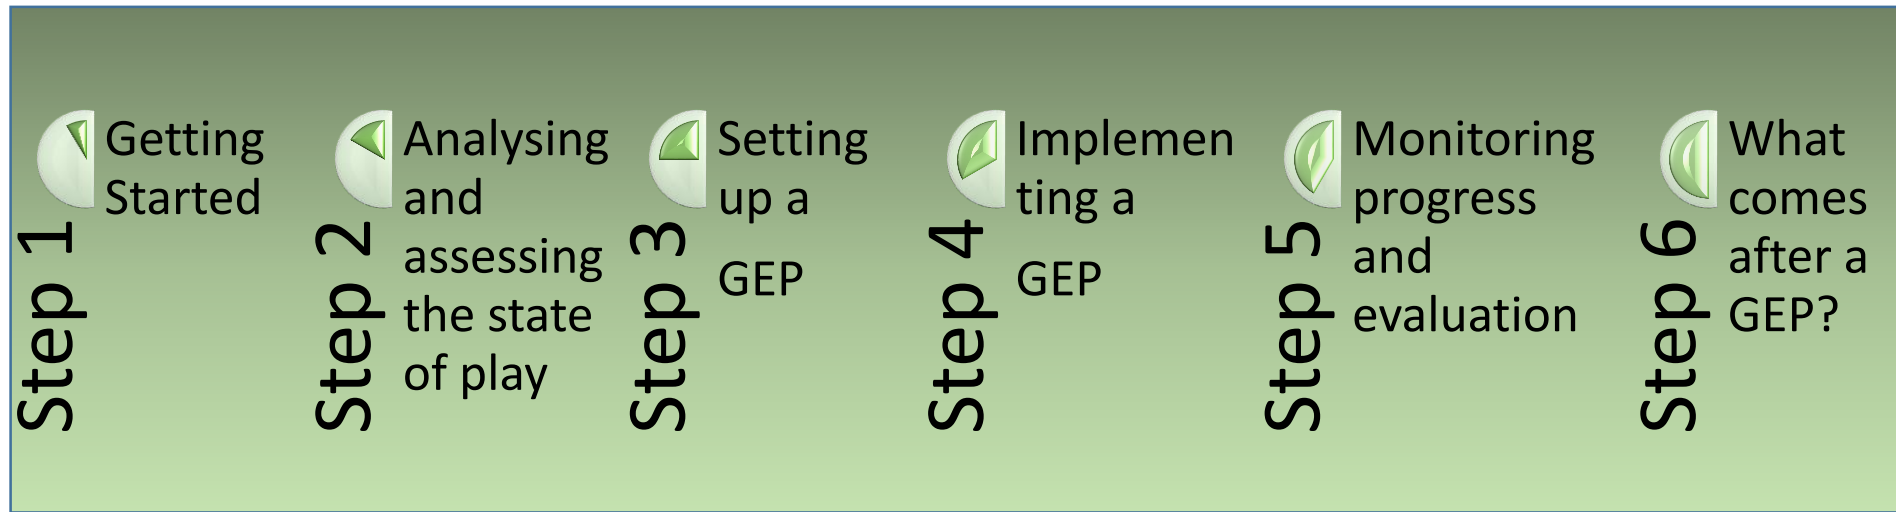 Step 1
Getting
Started
Step 2
Analysing
and
assessing
the state
of play
Step 3
Setting
up a
GEP
Step 4
Implemen
ting a
GEP
Step 5
Monitoring
progress
and
evaluation
Step 6
What
comes
after a
GEP?